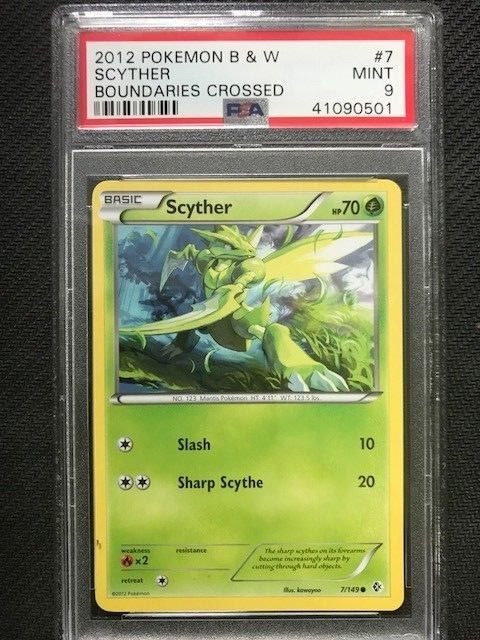 2012 POKEMON B & W #7
SCYTHER MINT
BOUNDARIES CROSSED 9
PSA 41090501
BASIC Scyther HP70
NO. 123 Mantis Pokémon HT: 4'11" WT: 123.5 lbs.
Slash 10
Sharp Scythe 20
weakness resistance
×2
The sharp scythes on its forearms
become increasingly sharp by
cutting through hard objects.
retreat
©2012 Pokémon Illus. kawayoo 7/149